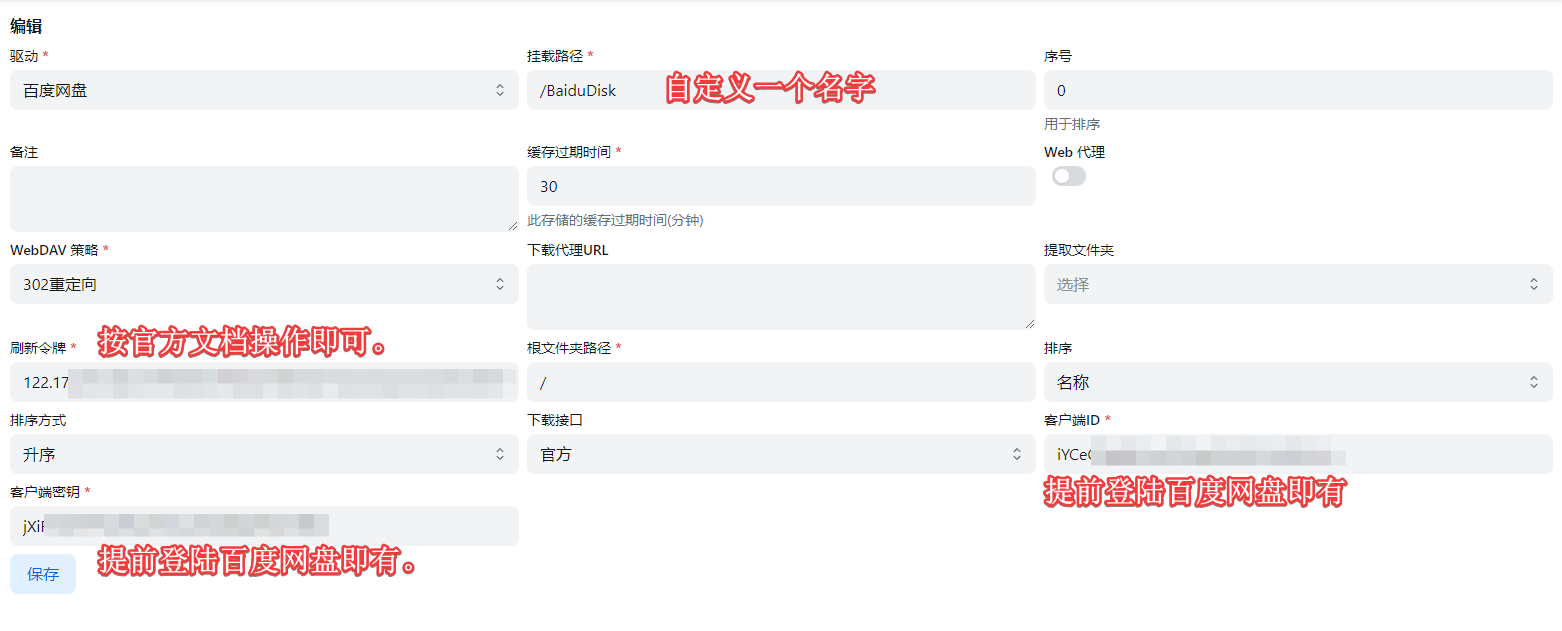 编辑
驱动 * 挂载路径 * 序号
百度网盘 /BaiduDisk 自定义一个名字 0
用于排序
备注 缓存过期时间 * Web 代理
30
此存储的缓存过期时间(分钟)
WebDAV 策略 * 下载代理URL 提取文件夹
302重定向 选择
刷新令牌 * 按官方文档操作即可。 根文件夹路径 * 排序
122.17 / 名称
排序方式 下载接口 客户端ID *
升序 官方 iYCe
客户端密钥 * 提前登陆百度网盘即有
jXi
提前登陆百度网盘即有。
保存